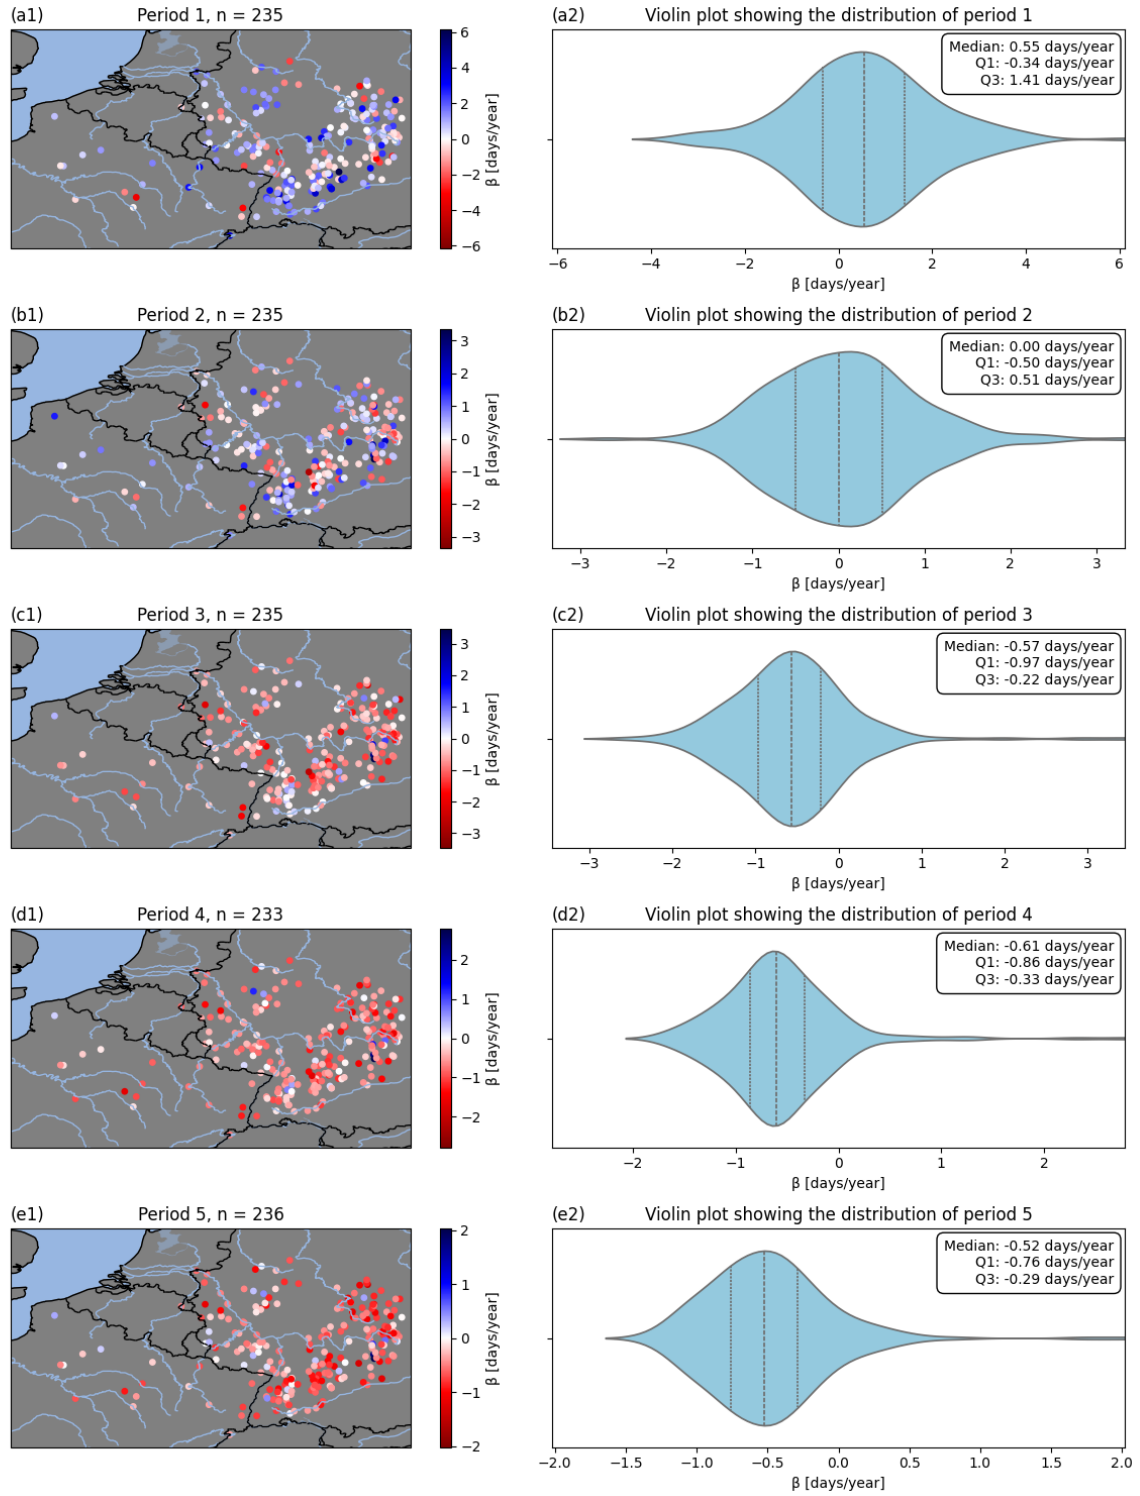 (a1) Period 1, n = 235
6
4
2
0
−2
−4
−6
β [days/year]
(a2) Violin plot showing the distribution of period 1
Median: 0.55 days/year
Q1: -0.34 days/year
Q3: 1.41 days/year
−6 −4 −2 0 2 4 6
β [days/year]
(b1) Period 2, n = 235
3
2
1
0
−1
−2
−3
β [days/year]
(b2) Violin plot showing the distribution of period 2
Median: 0.00 days/year
Q1: -0.50 days/year
Q3: 0.51 days/year
−3 −2 −1 0 1 2 3
β [days/year]
(c1) Period 3, n = 235
3
2
1
0
−1
−2
−3
β [days/year]
(c2) Violin plot showing the distribution of period 3
Median: -0.57 days/year
Q1: -0.97 days/year
Q3: -0.22 days/year
−3 −2 −1 0 1 2 3
β [days/year]
(d1) Period 4, n = 233
2
1
0
−1
−2
β [days/year]
(d2) Violin plot showing the distribution of period 4
Median: -0.61 days/year
Q1: -0.86 days/year
Q3: -0.33 days/year
−2 −1 0 1 2
β [days/year]
(e1) Period 5, n = 236
2
1
0
−1
−2
β [days/year]
(e2) Violin plot showing the distribution of period 5
Median: -0.52 days/year
Q1: -0.76 days/year
Q3: -0.29 days/year
−2.0 −1.5 −1.0 −0.5 0.0 0.5 1.0 1.5 2.0
β [days/year]